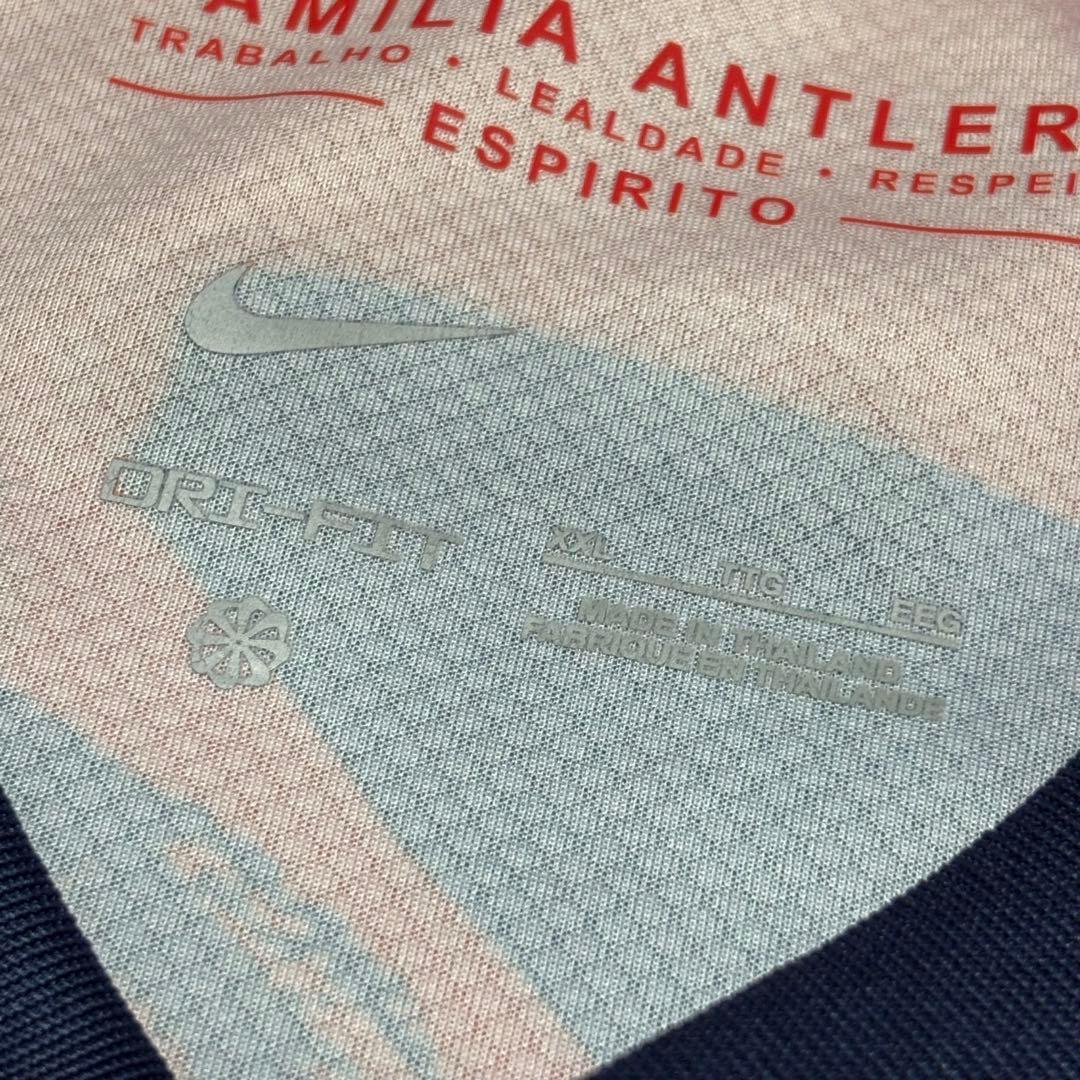 AMILIA ANTLER
TRABALHO • LEALDADE • RESPEI
ESPIRITO
DRI-FIT
XXL TTG EEG
MADE IN THAILAND
FABRIQUE EN THAILANDE